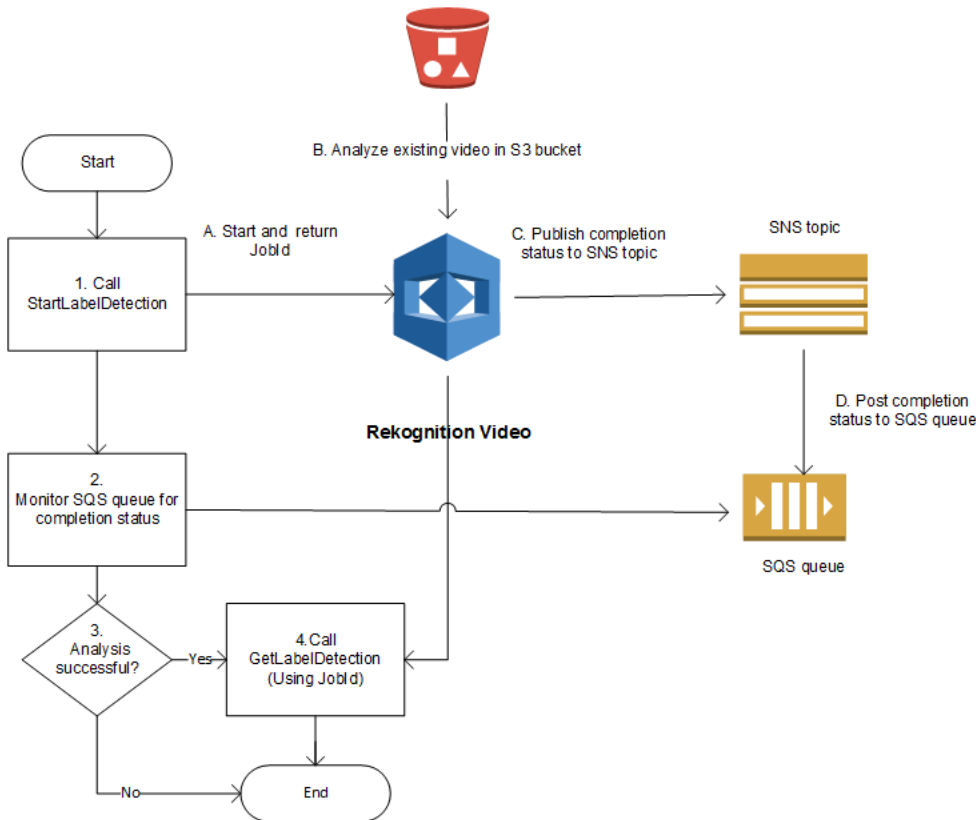 B. Analyze existing video in S3 bucket
Start
A. Start and return
JobId
C. Publish completion
status to SNS topic
SNS topic
1. Call
StartLabelDetection
D. Post completion
status to SQS queue
Rekognition Video
2.
Monitor SQS queue for
completion status
SQS queue
3.
Analysis
successful?
Yes
4.Call
GetLabelDetection
(Using JobId)
No
End